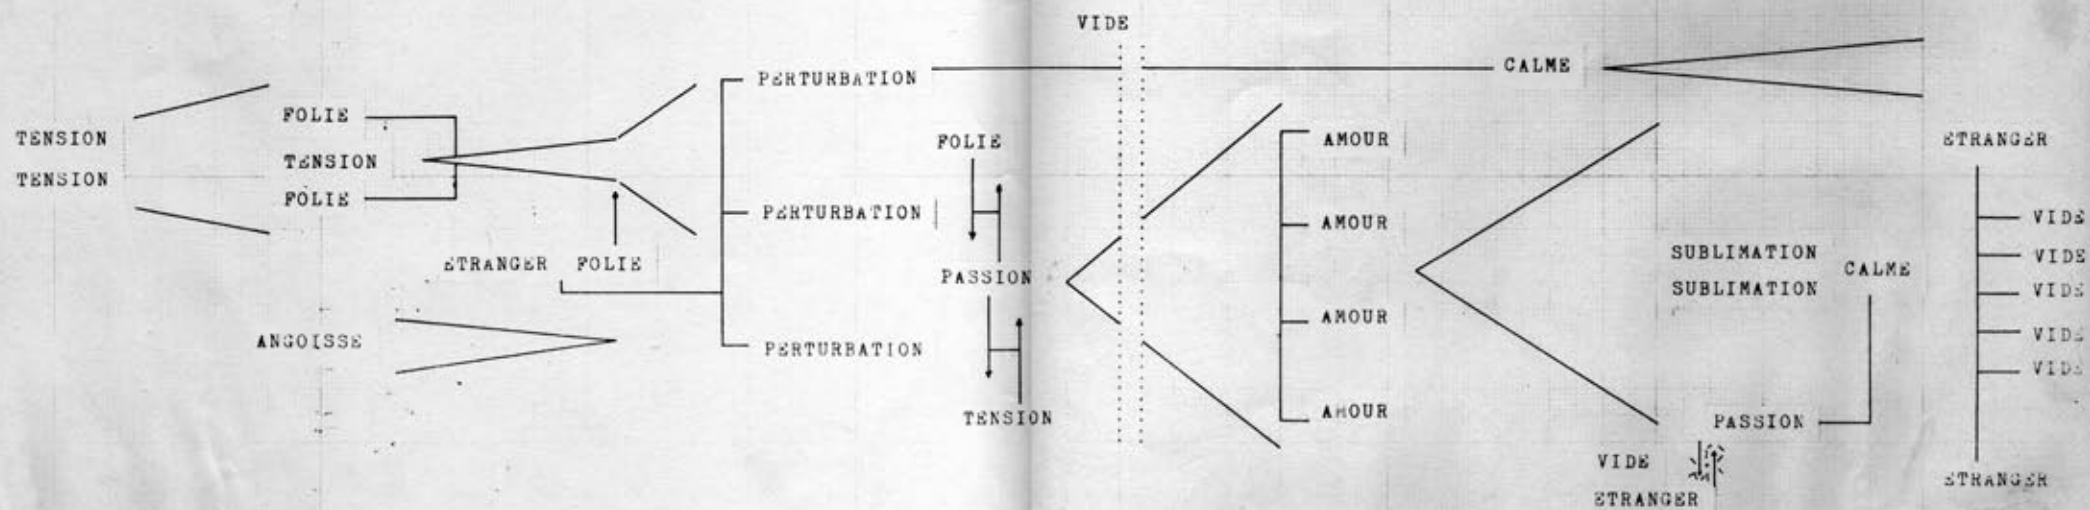 VIDE
TENSION
TENSION
FOLIE
TENSION
FOLIE
ETRANGER FOLIE
ANGOISSE
PERTURBATION
PERTURBATION
PERTURBATION
FOLIE
PASSION
TENSION
CALME
AMOUR
AMOUR
AMOUR
AMOUR
SUBLIMATION
SUBLIMATION
CALME
PASSION
VIDE
ETRANGER
ETRANGER
VIDE
VIDE
VIDE
VIDE
VIDE
ETRANGER